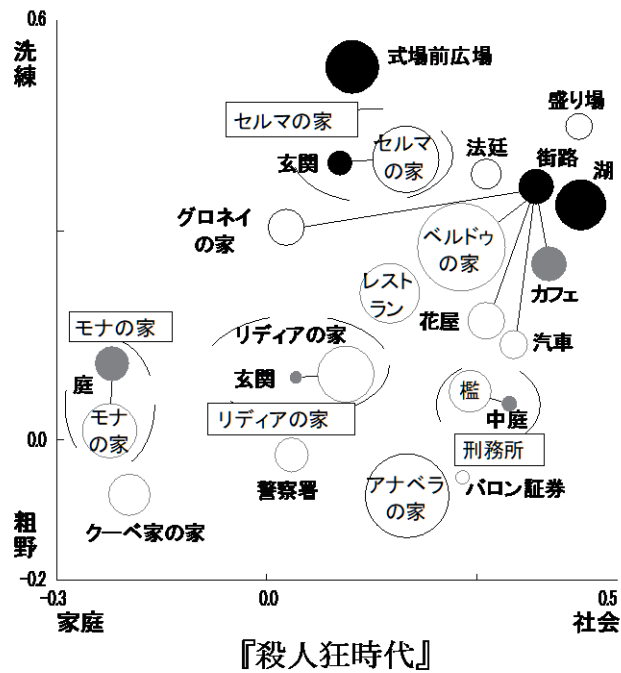 0.6
洗練
式場前広場
盛り場
セルマの家
セルマ
の家
法廷
街路
玄関
湖
グロネイ
の家
ベルドゥ
の家
レスト
ラン
カフェ
モナの家
花屋
リディアの家
汽車
庭
玄関
檻
中庭
モナ
の家
リディアの家
0.0
刑務所
警察署
アナベラ
の家
バロン証券
クーベ家の家
粗野
-0.2
-0.3
0.0
0.5
家庭
社会
『殺人狂時代』